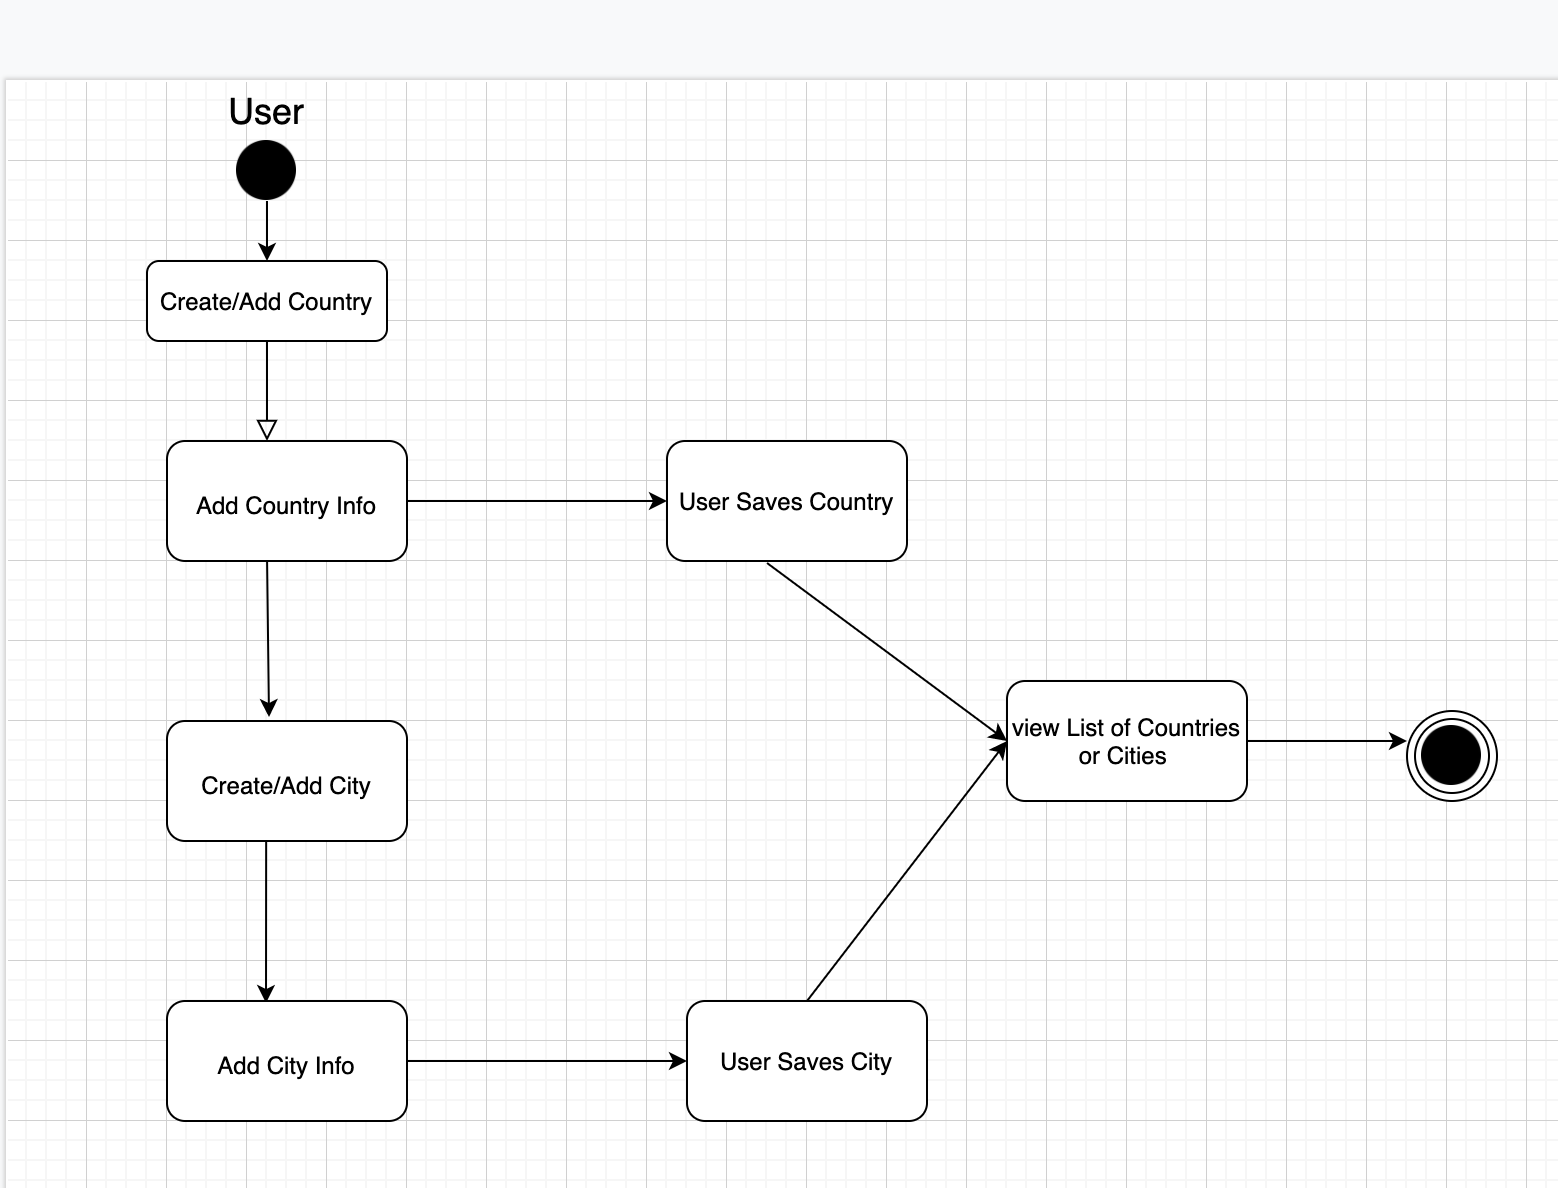 User
Create/Add Country
Add Country Info
User Saves Country
view List of Countries
or Cities
Create/Add City
Add City Info
User Saves City